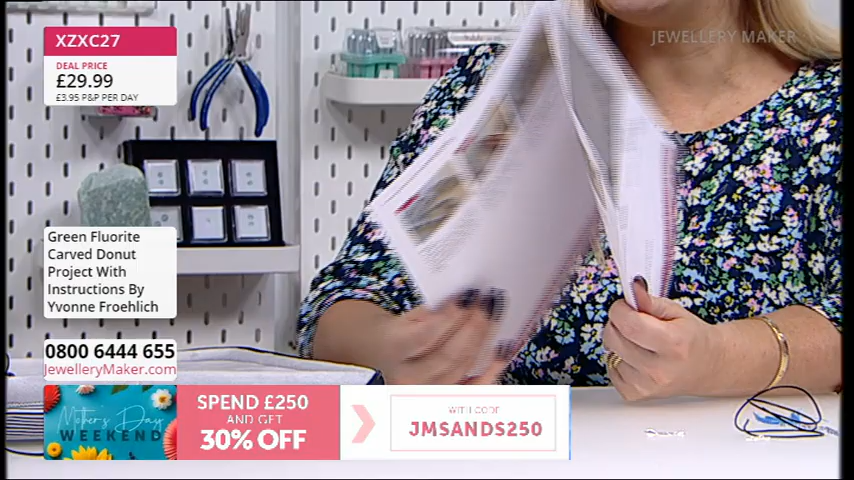 XZXC27
DEAL PRICE
£29.99
£3.95 P&P PER DAY
JEWELLERY MAKER
Green Fluorite
Carved Donut
Project With
Instructions By
Yvonne Froehlich
0800 6444 655
JewelleryMaker.com
Mother's Day
WEEKEND
SPEND £250
AND GET
30% OFF
WITH CODE
JMSANDS250